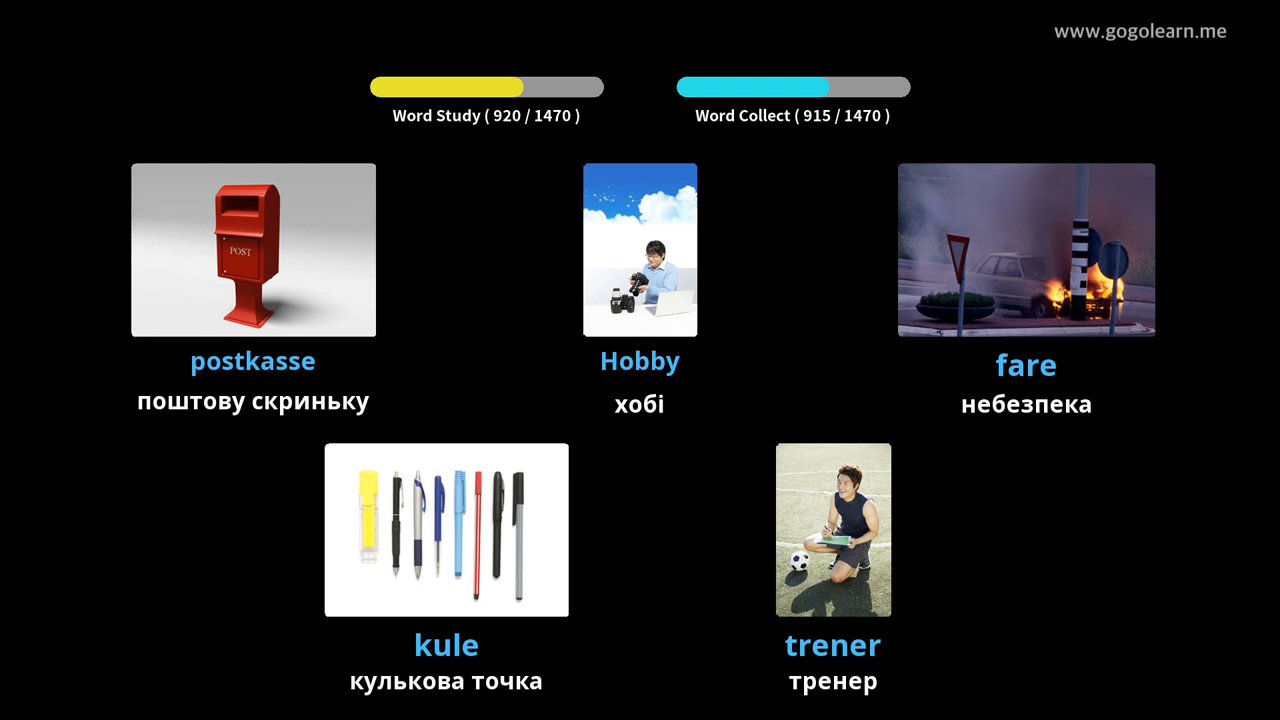 www.gogolearn.me
Word Study ( 920 / 1470 )
Word Collect ( 915 / 1470 )
POST
postkasse
поштову скриньку
Hobby
хобі
fare
небезпека
kule
кулькова точка
trener
тренер